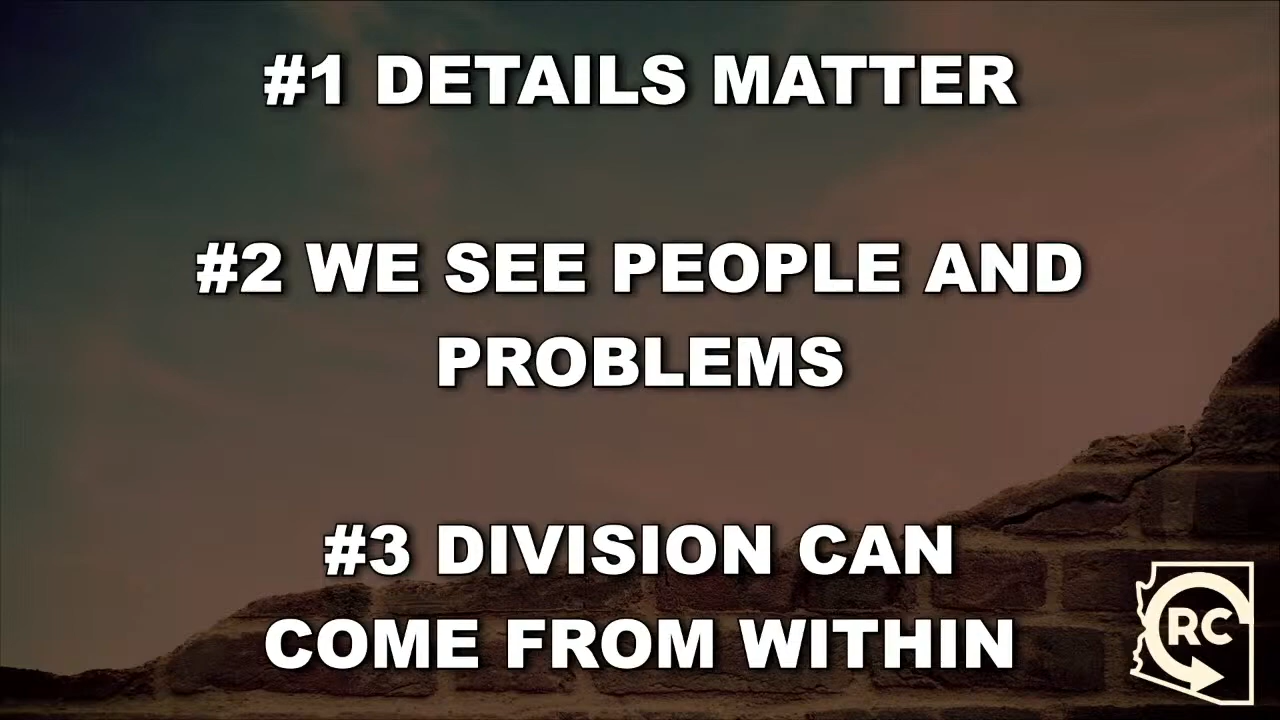 #1 DETAILS MATTER
#2 WE SEE PEOPLE AND
PROBLEMS
#3 DIVISION CAN
COME FROM WITHIN
RC